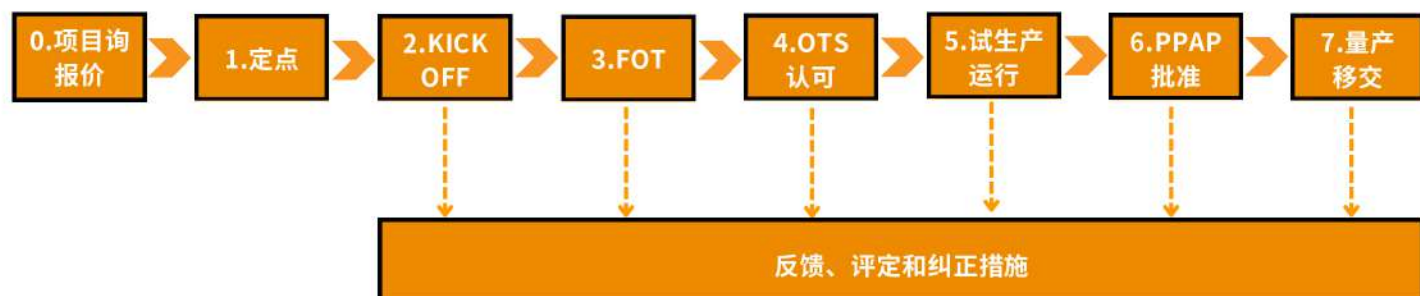 0.项目询
报价
1.定点
2.KICK
OFF
3.FOT
4.OTS
认可
5.试生产
运行
6.PPAP
批准
7.量产
移交
反馈、评定和纠正措施